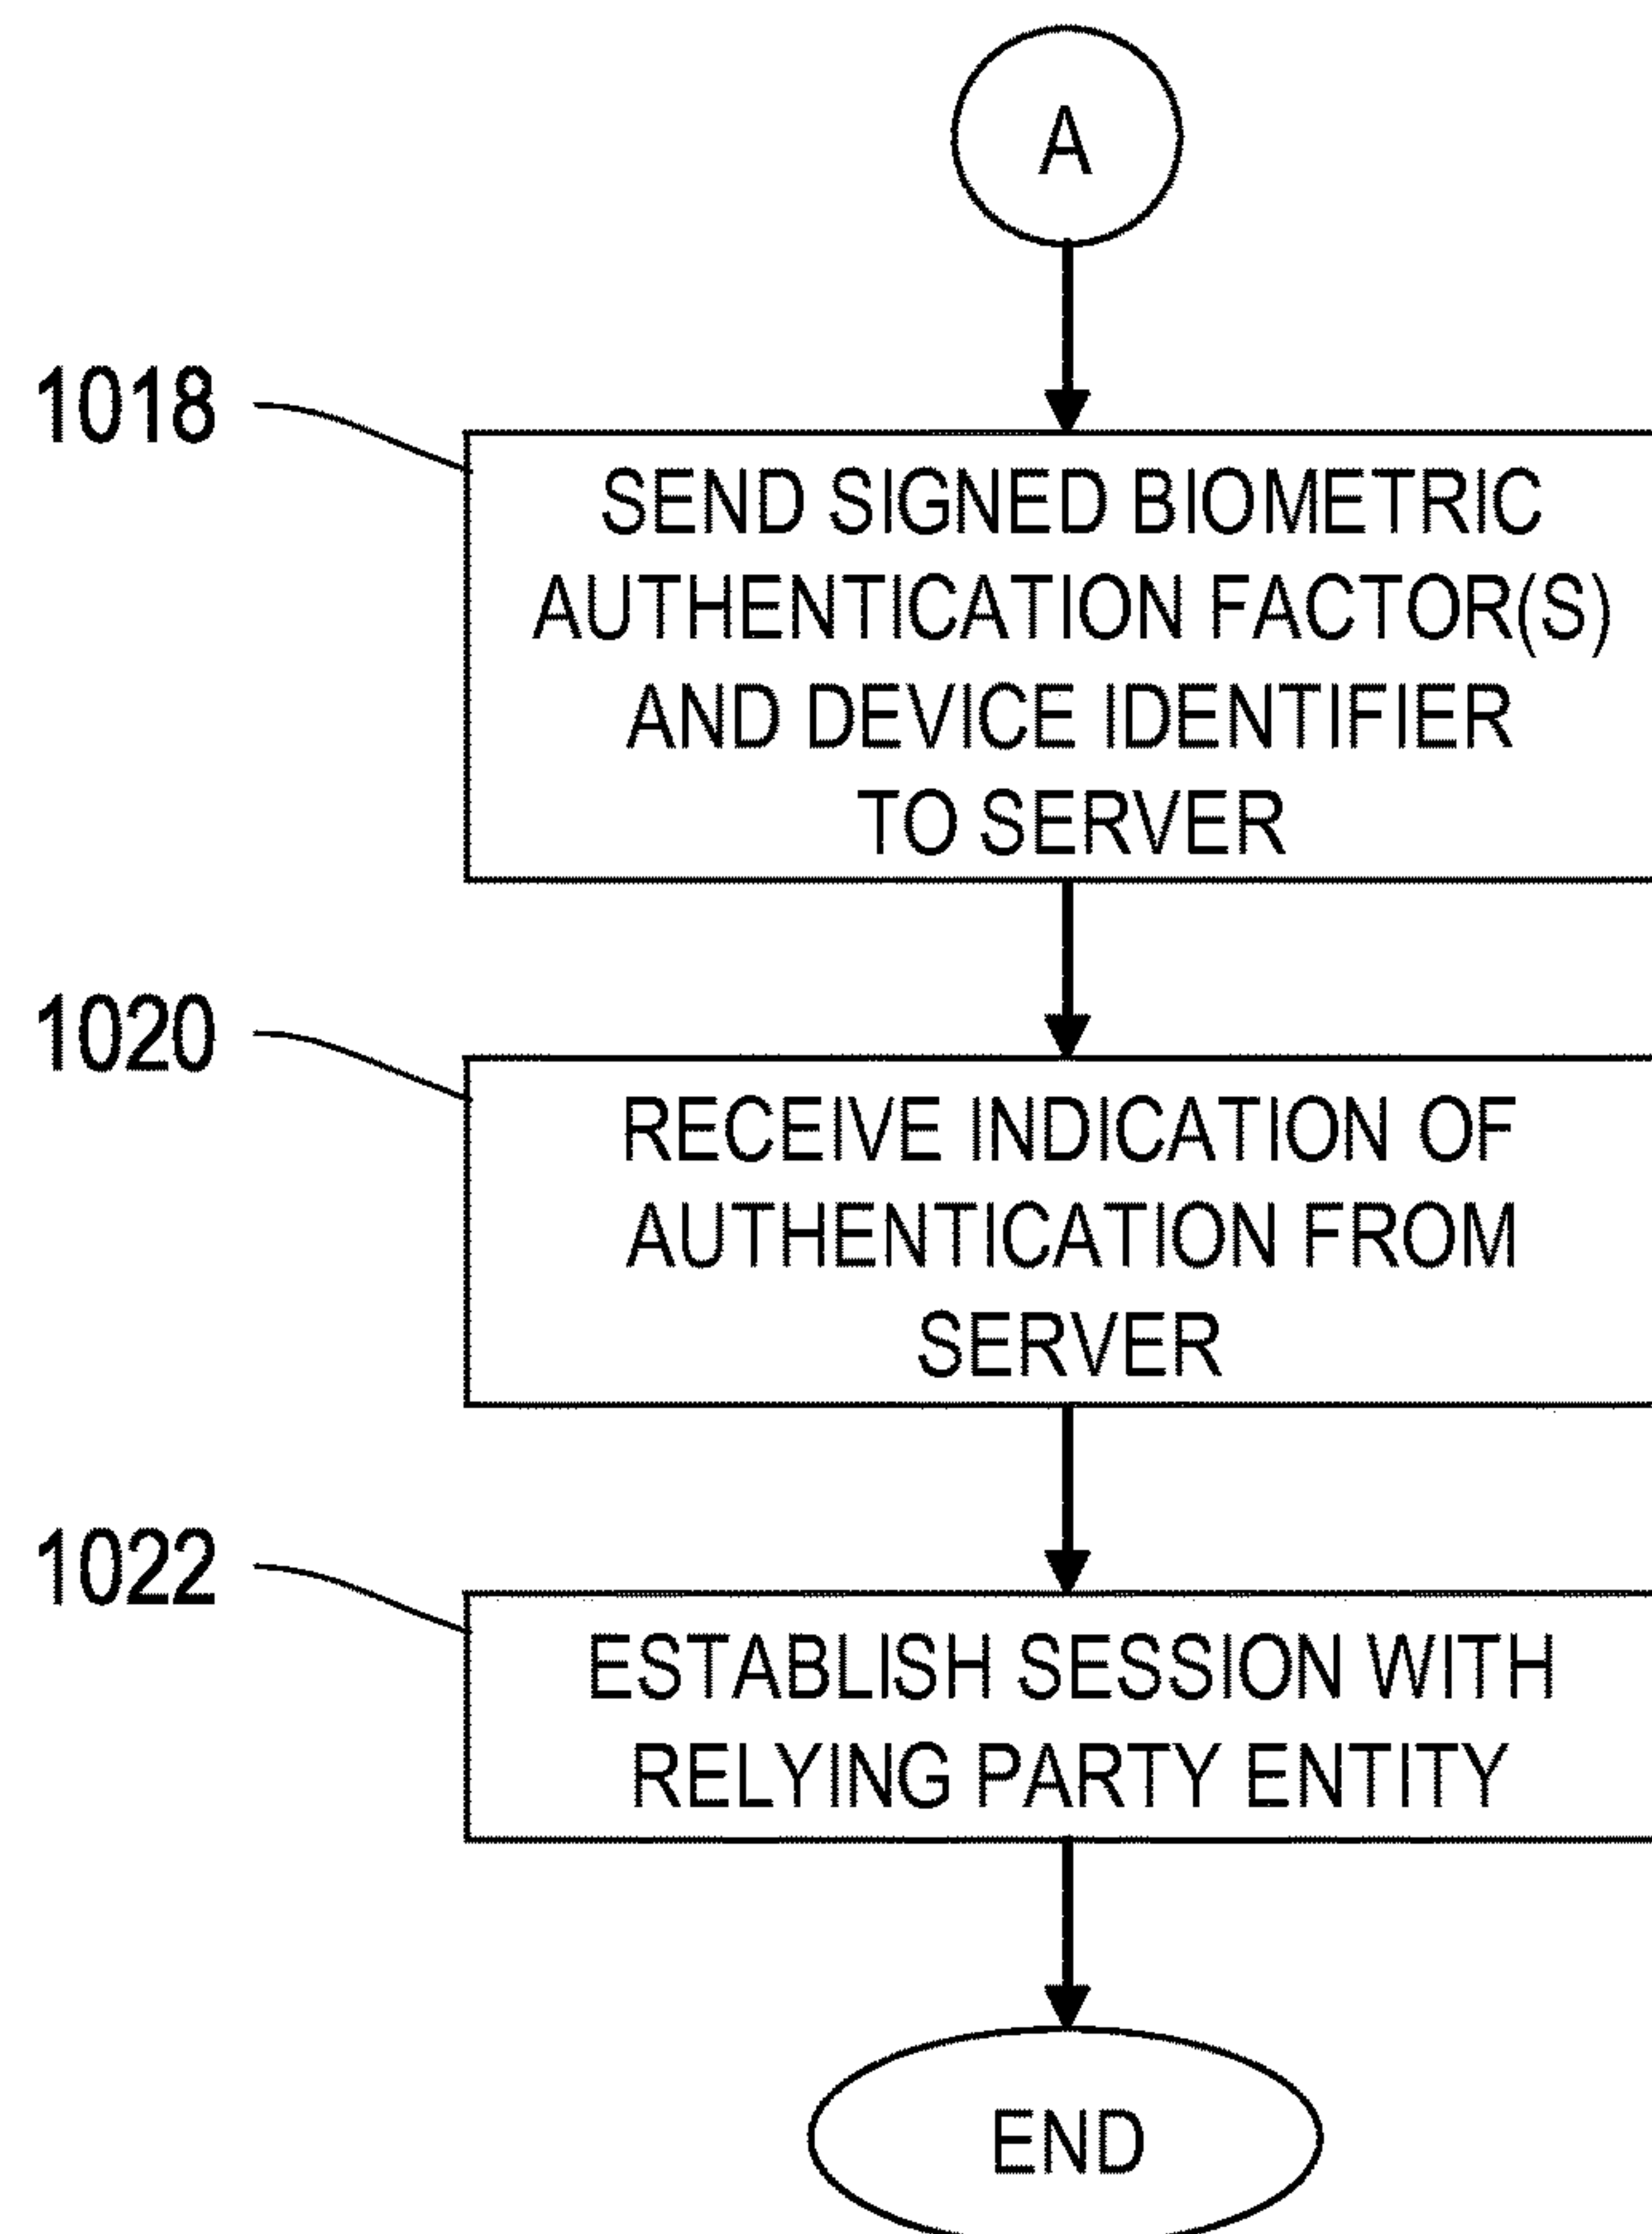 A
1018
SEND SIGNED BIOMETRIC
AUTHENTICATION FACTOR(S)
AND DEVICE IDENTIFIER
TO SERVER
1020
RECEIVE INDICATION OF
AUTHENTICATION FROM
SERVER
1022
ESTABLISH SESSION WITH
RELYING PARTY ENTITY
END